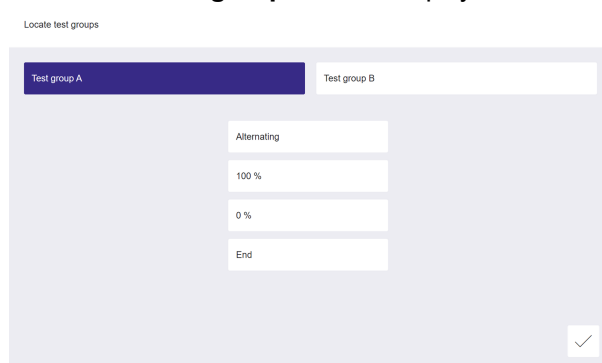 Locate test groups
Test group A
Test group B
Alternating
100 %
0 %
End